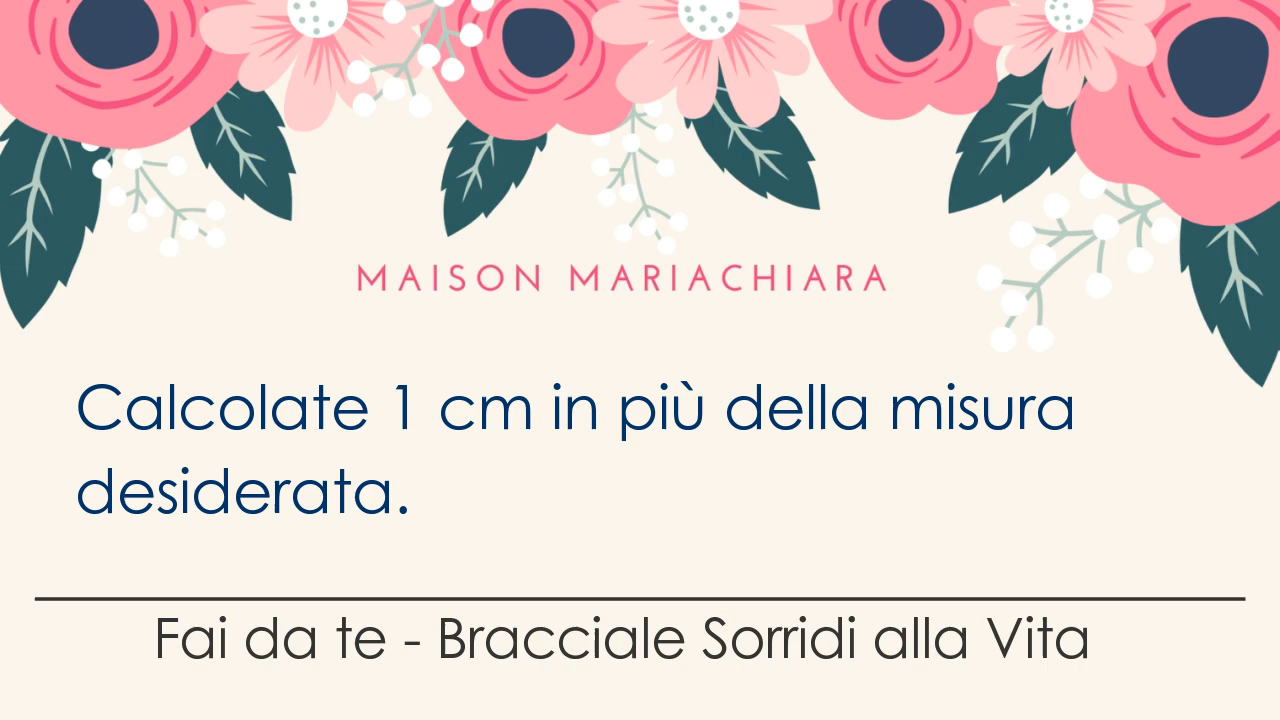 MAISON MARIACHIARA
Calcolate 1 cm in più della misura
desiderata.
Fai da te - Bracciale Sorridi alla Vita